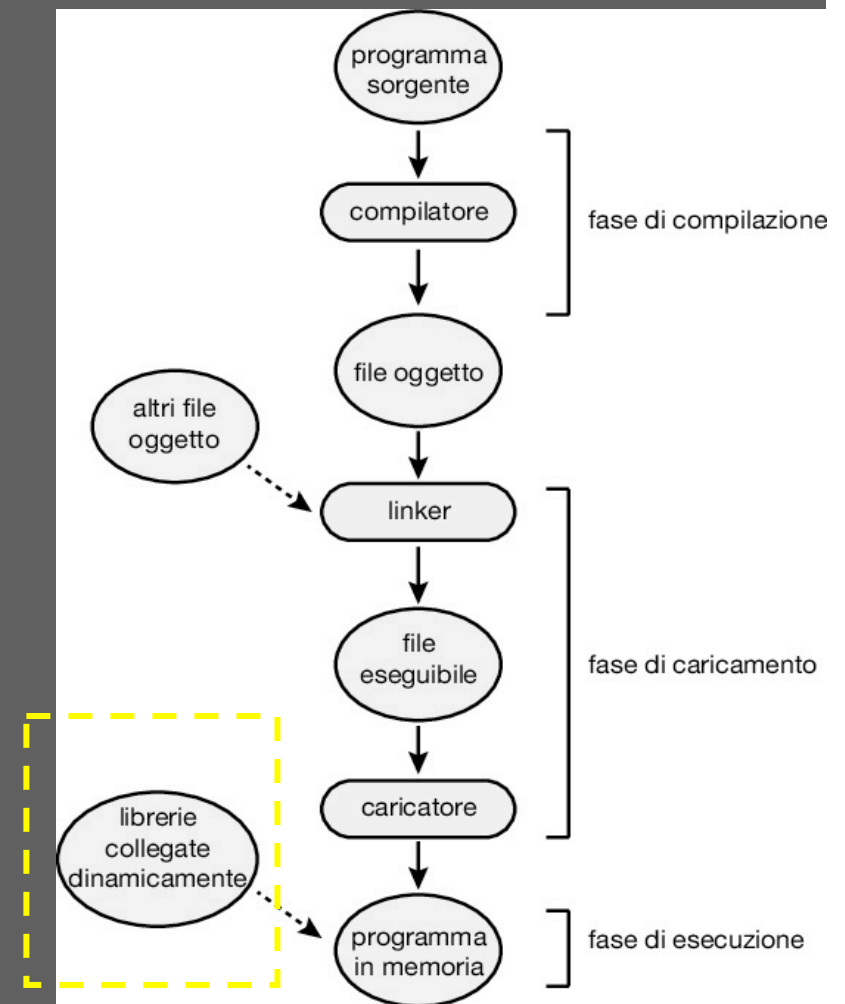 programma
sorgente
compilatore
fase di compilazione
file oggetto
altri file
oggetto
linker
file
eseguibile
fase di caricamento
caricatore
librerie
collegate
dinamicamente
programma
in memoria
fase di esecuzione